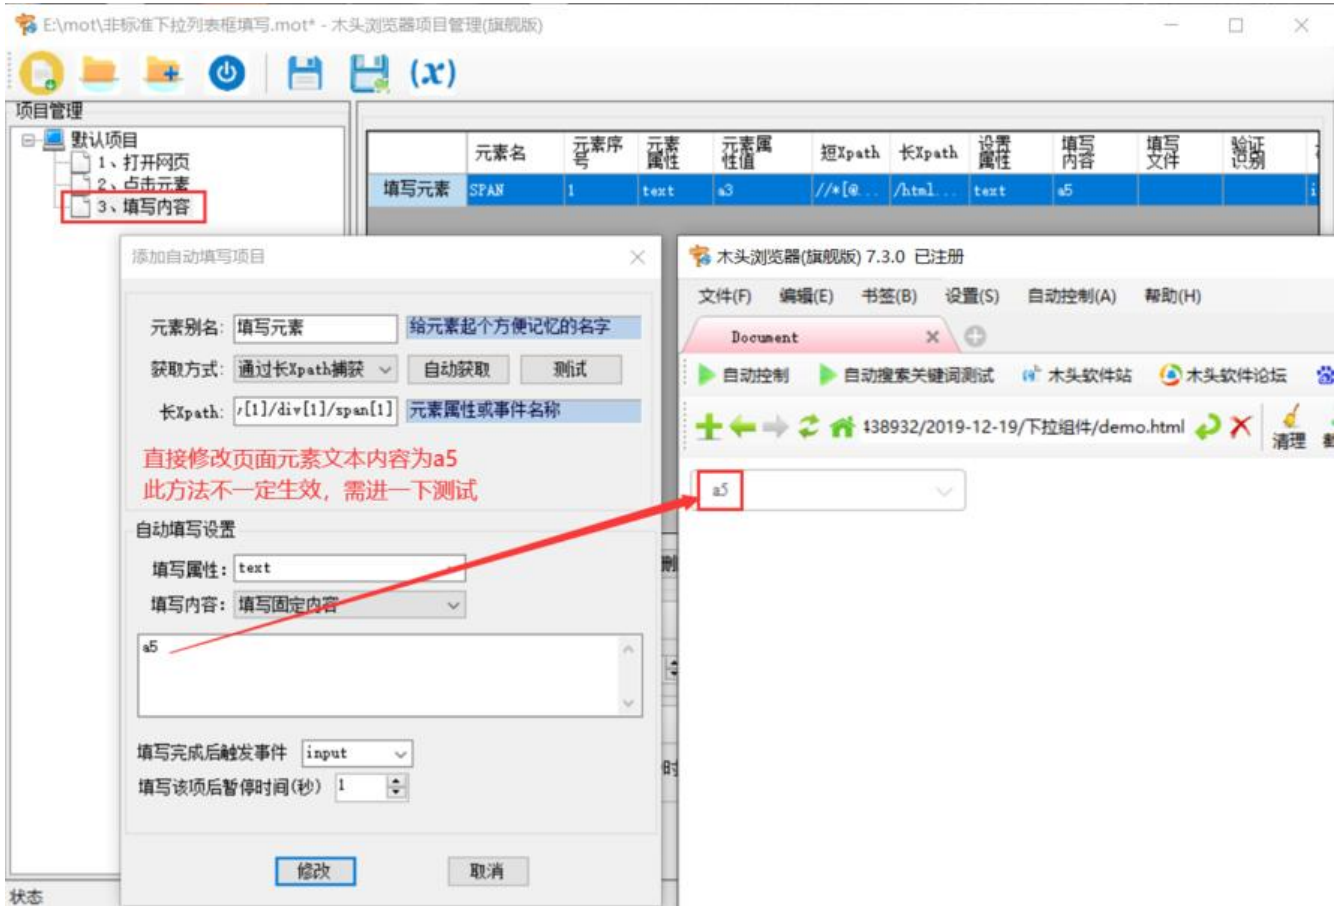 E:\mot\非标准下拉列表框填写.mot* - 木头浏览器项目管理(旗舰版)
(x)
项目管理
默认项目
1、打开网页
2、点击元素
3、填写内容
元素名 元素序号 元素属性 元素属性值 短Xpath 长Xpath 设置属性 填写内容 填写文件 验证识别
填写元素 SPAN 1 text a3 //*[@... /html... text a5
添加自动填写项目
元素别名: 填写元素 给元素起个方便记忆的名字
获取方式: 通过长Xpath捕获 自动获取 测试
长Xpath: /[1]/div[1]/span[1] 元素属性或事件名称
直接修改页面元素文本内容为a5
此方法不一定生效，需进一下测试
自动填写设置
填写属性: text
填写内容: 填写固定内容
a5
填写完成后触发事件 input
填写该项后暂停时间(秒) 1
修改 取消
状态
木头浏览器(旗舰版) 7.3.0 已注册
文件(F) 编辑(E) 书签(B) 设置(S) 自动控制(A) 帮助(H)
Document
自动控制 自动搜索关键词测试 木头软件站 木头软件论坛
438932/2019-12-19/下拉组件/demo.html 清理
a5